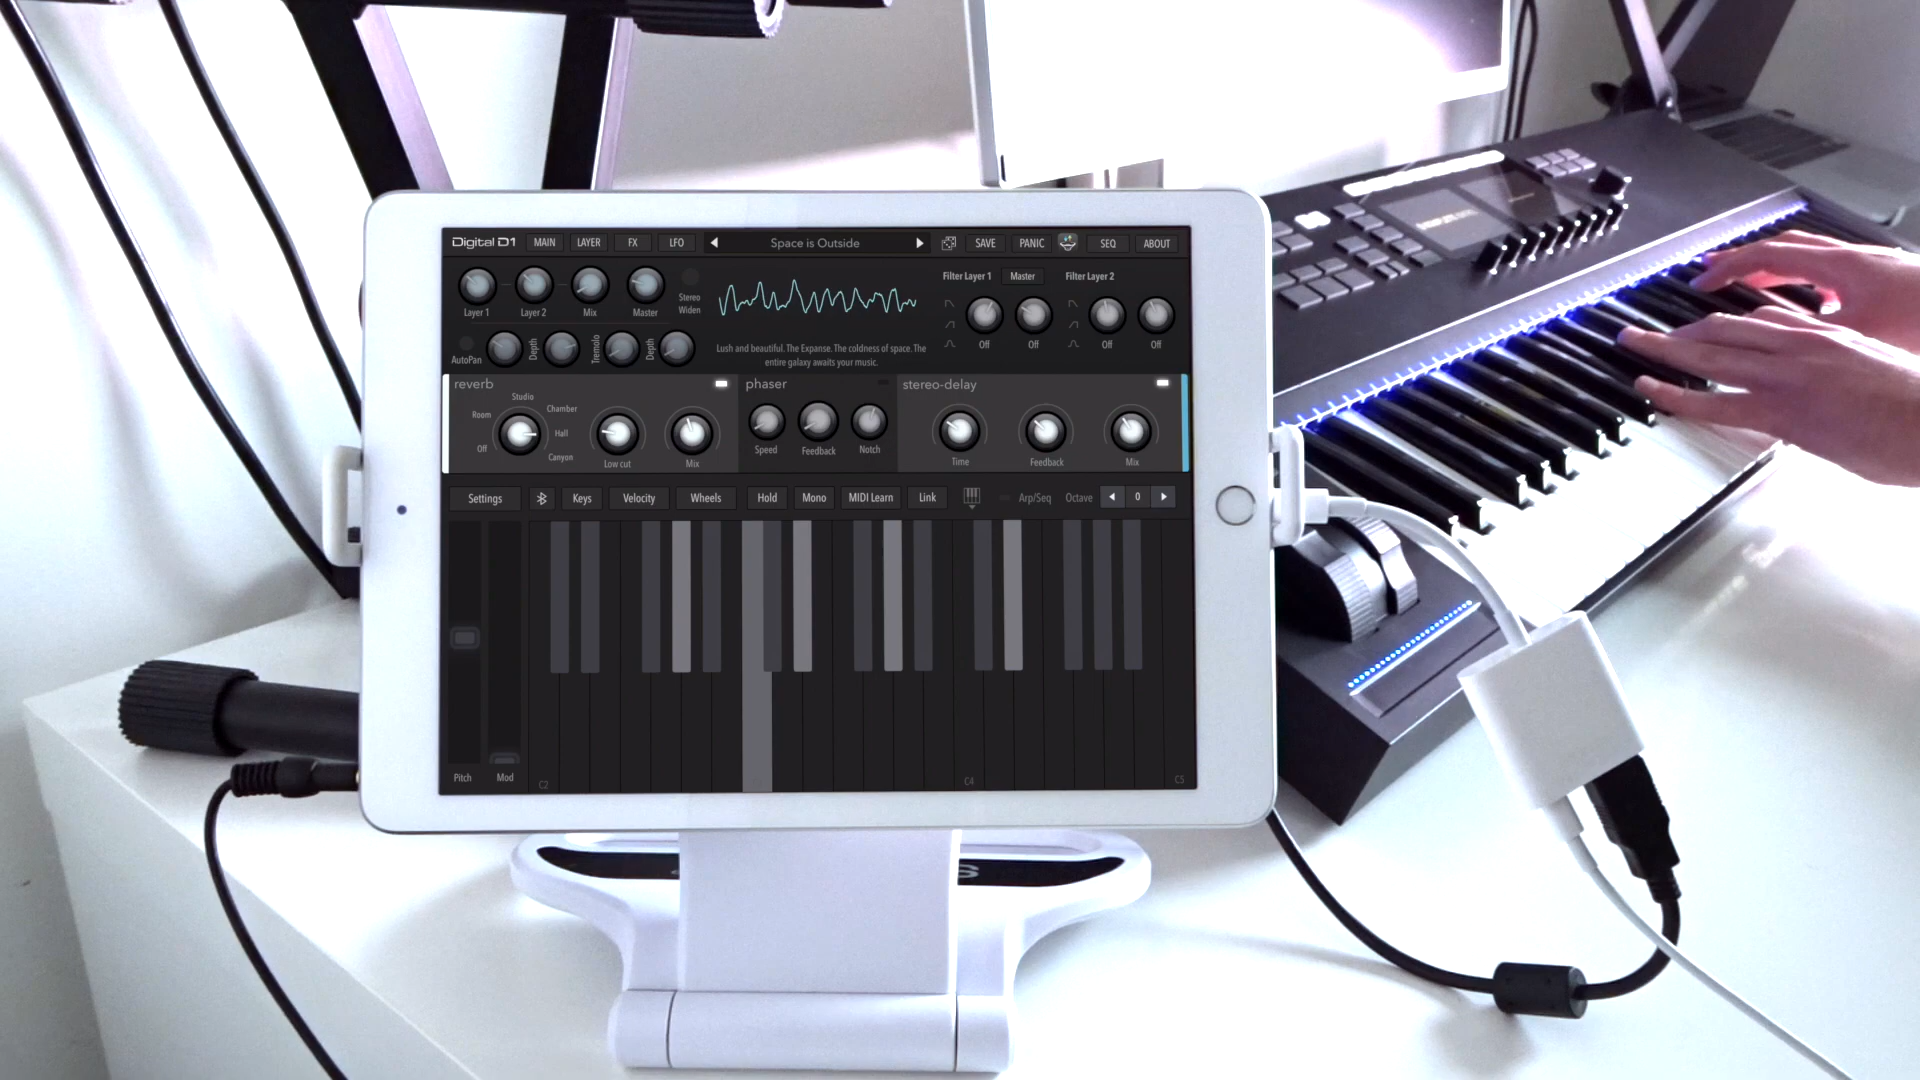 Digital D1 MAIN LAYER FX LFO Space is Outside SAVE PANIC SEQ ABOUT
Filter Layer 1 Master Filter Layer 2
Layer 1 Layer 2 Mix Master Stereo Widen
Off Off Off Off
AutoPan Depth Tremolo Depth
Lush and beautiful. The Expanse. The coldness of space. The
entire galaxy awaits your music.
reverb phaser stereo-delay
Studio
Room Chamber
Hall
Off Canyon
Low cut Mix Speed Feedback Notch Time Feedback Mix
Settings Keys Velocity Wheels Hold Mono MIDI Learn Link Arp/Seq Octave 0
Pitch Mod C2 C4 C5
S